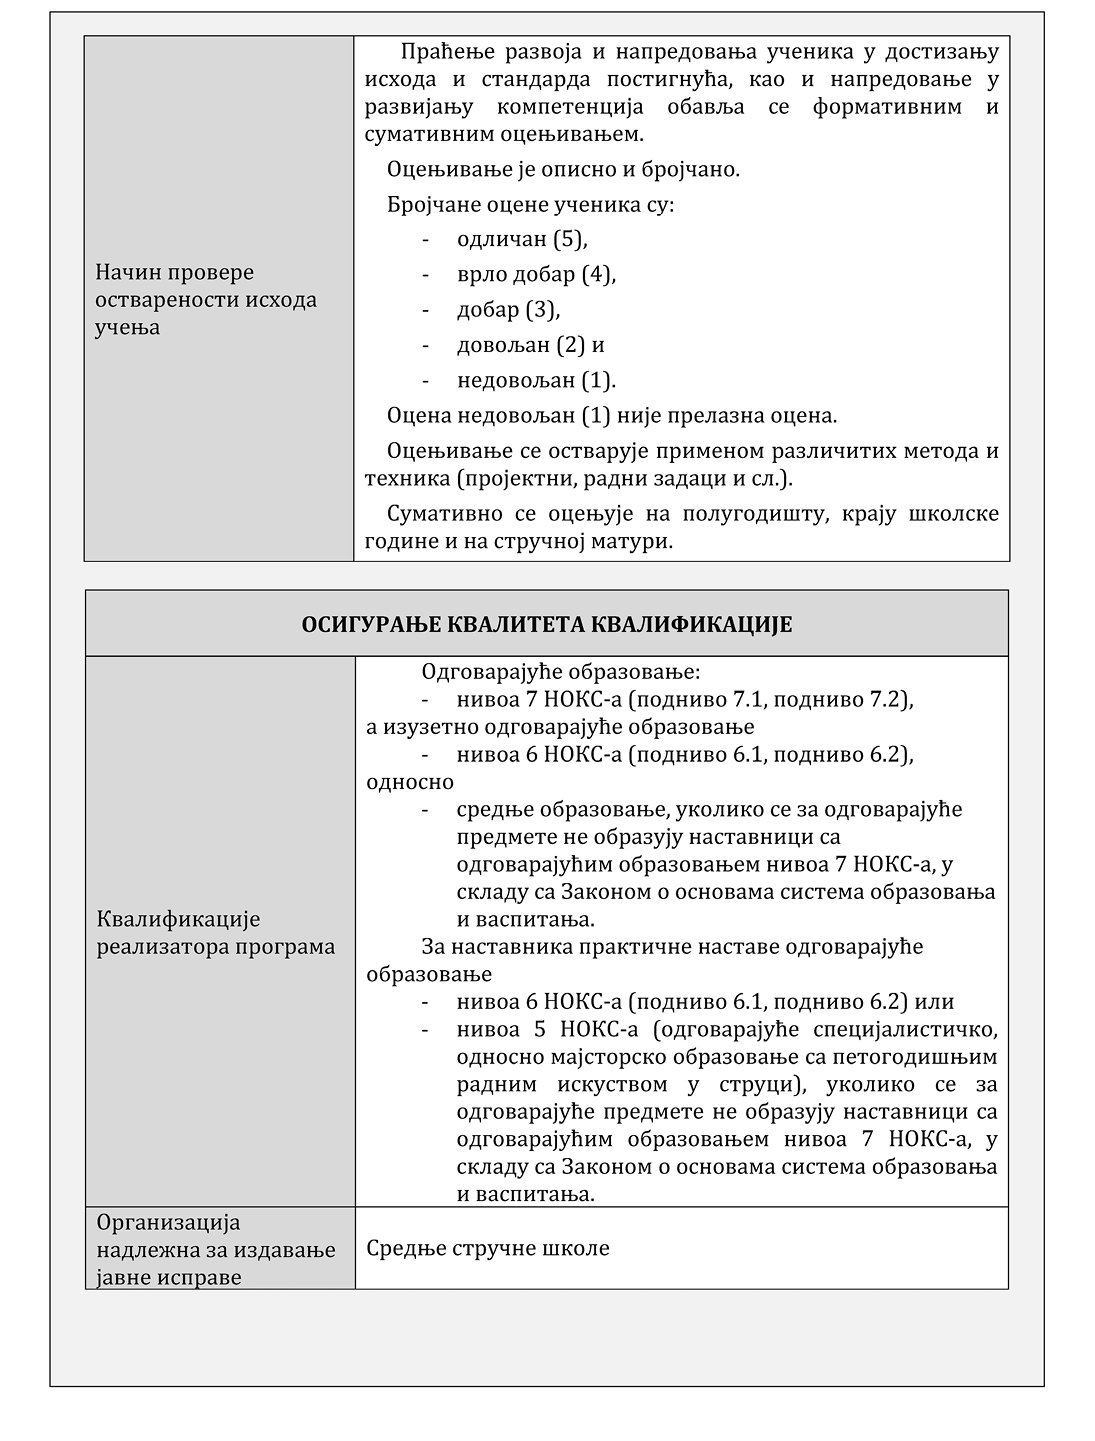 Начин провере
остварености исхода
учења
Праћење развоја и напредовања ученика у достизању
исхода и стандарда постигнућа, као и напредовање у
развијању компетенција обавља се формативним и
сумативним оцењивањем.
Оцењивање је описно и бројчано.
Бројчане оцене ученика су:
- одличан (5),
- врло добар (4),
- добар (3),
- довољан (2) и
- недовољан (1).
Оцена недовољан (1) није прелазна оцена.
Оцењивање се остварује применом различитих метода и
техника (пројектни, радни задаци и сл.).
Сумативно се оцењује на полугодишту, крају школске
године и на стручној матури.
ОСИГУРАЊЕ КВАЛИТЕТА КВАЛИФИКАЦИЈЕ
Квалификације
реализатора програма
Одговарајуће образовање:
- нивоа 7 НОКС-а (подниво 7.1, подниво 7.2),
а изузетно одговарајуће образовање
- нивоа 6 НОКС-а (подниво 6.1, подниво 6.2),
односно
- средње образовање, уколико се за одговарајуће
предмете не образују наставници са
одговарајућим образовањем нивоа 7 НОКС-а, у
складу са Законом о основама система образовања
и васпитања.
За наставника практичне наставе одговарајуће
образовање
- нивоа 6 НОКС-а (подниво 6.1, подниво 6.2) или
- нивоа 5 НОКС-а (одговарајуће специјалистичко,
односно мајсторско образовање са петогодишњим
радним искуством у струци), уколико се за
одговарајуће предмете не образују наставници са
одговарајућим образовањем нивоа 7 НОКС-а, у
складу са Законом о основама система образовања
и васпитања.
Организација
надлежна за издавање
јавне исправе
Средње стручне школе